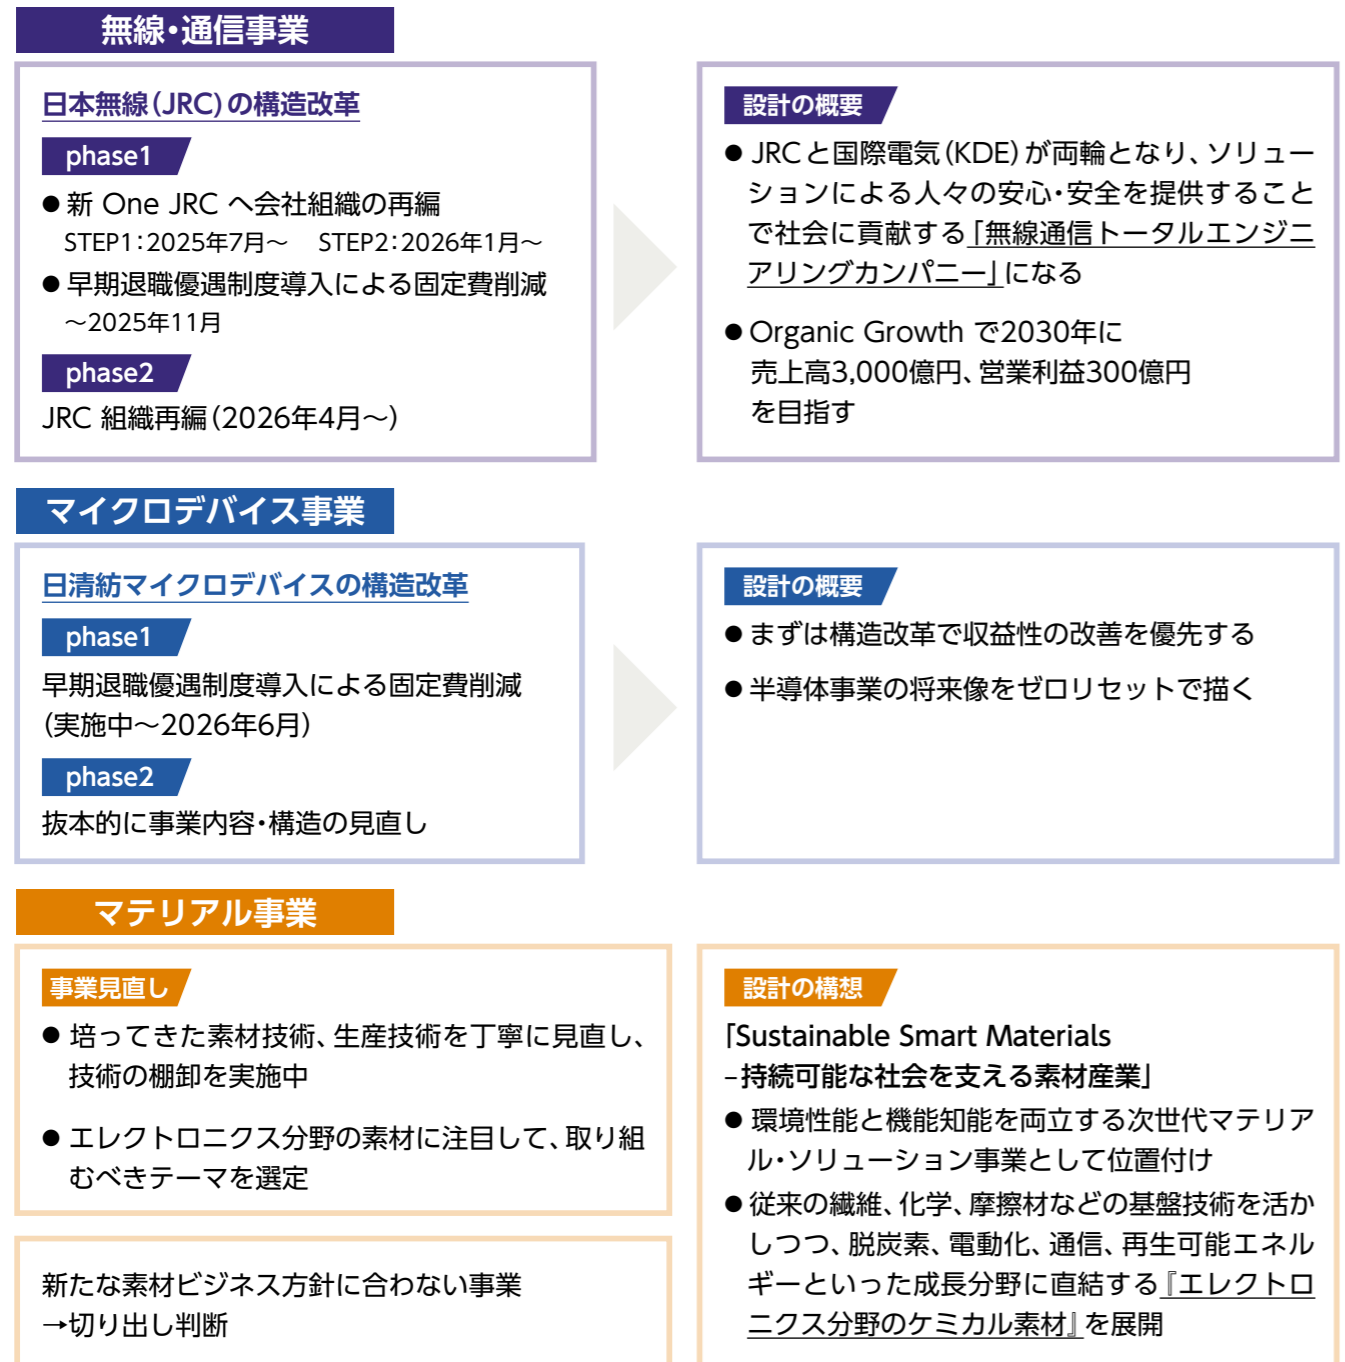 無線・通信事業
日本無線（JRC）の構造改革
phase1
● 新 One JRC へ会社組織の再編
STEP1：2025年7月～　STEP2：2026年1月～
● 早期退職優遇制度導入による固定費削減
～2025年11月
phase2
JRC 組織再編（2026年4月～）
設計の概要
● JRCと国際電気（KDE）が両輪となり、ソリュー
ションによる人々の安心・安全を提供すること
で社会に貢献する「無線通信トータルエンジニ
アリングカンパニー」になる
● Organic Growth で2030年に
売上高3,000億円、営業利益300億円
を目指す
マイクロデバイス事業
日清紡マイクロデバイスの構造改革
phase1
早期退職優遇制度導入による固定費削減
（実施中～2026年6月）
phase2
抜本的に事業内容・構造の見直し
設計の概要
● まずは構造改革で収益性の改善を優先する
● 半導体事業の将来像をゼロリセットで描く
マテリアル事業
事業見直し
● 培ってきた素材技術、生産技術を丁寧に見直し、
技術の棚卸を実施中
● エレクトロニクス分野の素材に注目して、取り組
むべきテーマを選定
新たな素材ビジネス方針に合わない事業
→切り出し判断
設計の構想
「Sustainable Smart Materials
–持続可能な社会を支える素材産業」
● 環境性能と機能知能を両立する次世代マテリア
ル・ソリューション事業として位置付け
● 従来の繊維、化学、摩擦材などの基盤技術を活か
しつつ、脱炭素、電動化、通信、再生可能エネル
ギーといった成長分野に直結する『エレクトロ
ニクス分野のケミカル素材』を展開